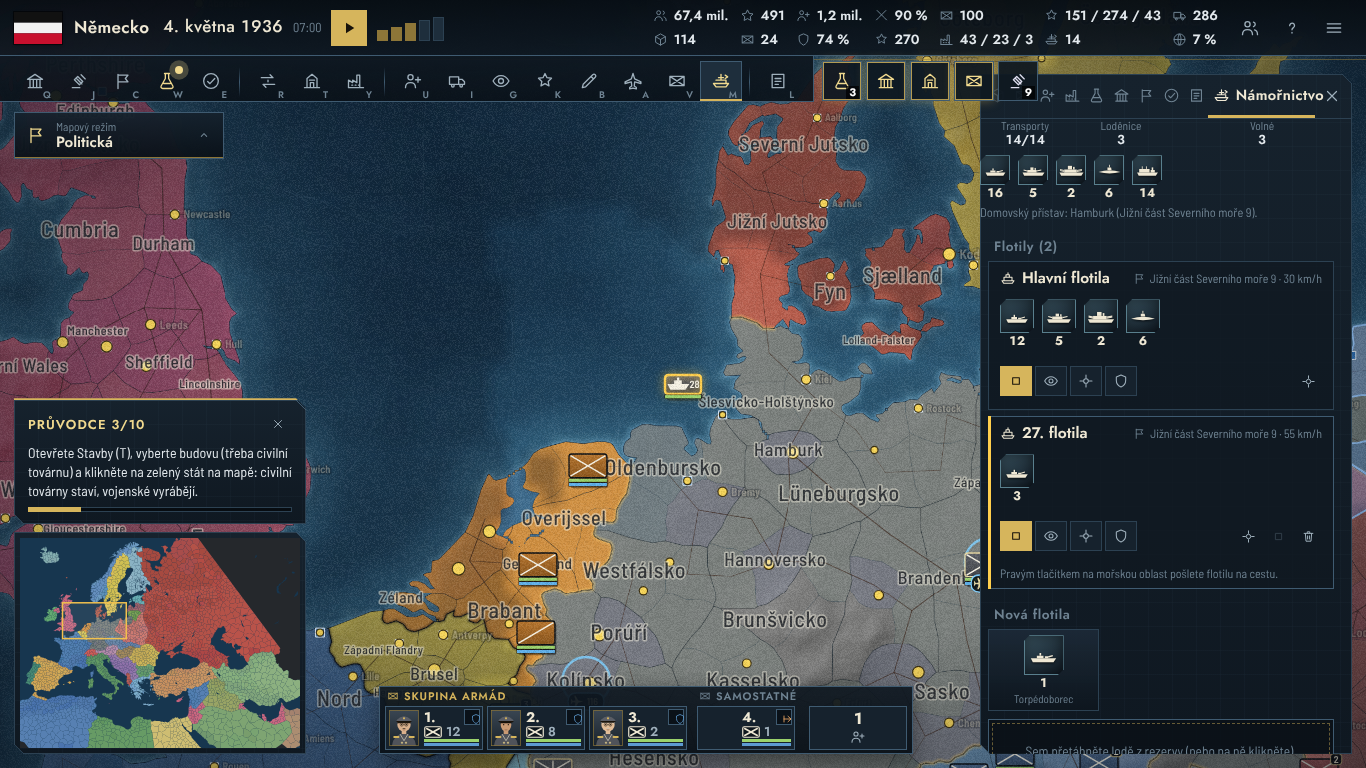 Německo
4. května 1936
07:00
67,4 mil.
491
1,2 mil.
90 %
100
151 / 274 / 43
286
114
24
74 %
270
43 / 23 / 3
14
7 %
?
Q
J
C
W
E
R
T
Y
U
I
G
K
B
A
V
M
L
3
9
Námořnictvo
Mapový režim
Politická
Transporty
Loděnice
Volné
14/14
3
3
16
5
2
6
14
Domovský přístav: Hamburk (Jižní část Severního moře 9).
Flotily (2)
Hlavní flotila
Jižní část Severního moře 9 · 30 km/h
12
5
2
6
27. flotila
Jižní část Severního moře 9 · 55 km/h
3
Pravým tlačítkem na mořskou oblast pošlete flotilu na cestu.
Nová flotila
1
Torpédoborec
Sem přetáhněte lodě z rezervy (nebo na ně klikněte)
2
Edinburgh
Newcastle
Cumbria
Durham
Manchester
Leeds
rní Wales
Sheffield
Hull
Lincolnshire
Gloucestershire
wich
Aalborg
Severní Jutsko
Aarhus
Jižní Jutsko
Sjælland
Fyn
Lolland-Falster
28
Kiel
Šlesvicko-Holštýnsko
Rostock
Oldenbursko
Hamburk
Brémy
Lüneburgsko
Overijssel
Westfálsko
Hannoversko
Zéland
Brabant
Porúří
Brunšvicko
Antverpy
Západní Flandry
Brusel
Lille
Nord
Kolínsko
Kasselsko
Sasko
Amiens
Hesensko
Rouen
PRŮVODCE 3/10
Otevřete Stavby (T), vyberte budovu (třeba civilní
továrnu) a klikněte na zelený stát na mapě: civilní
továrny staví, vojenské vyrábějí.
SKUPINA ARMÁD
SAMOSTATNÉ
1.
12
2.
8
3.
2
4.
1
1